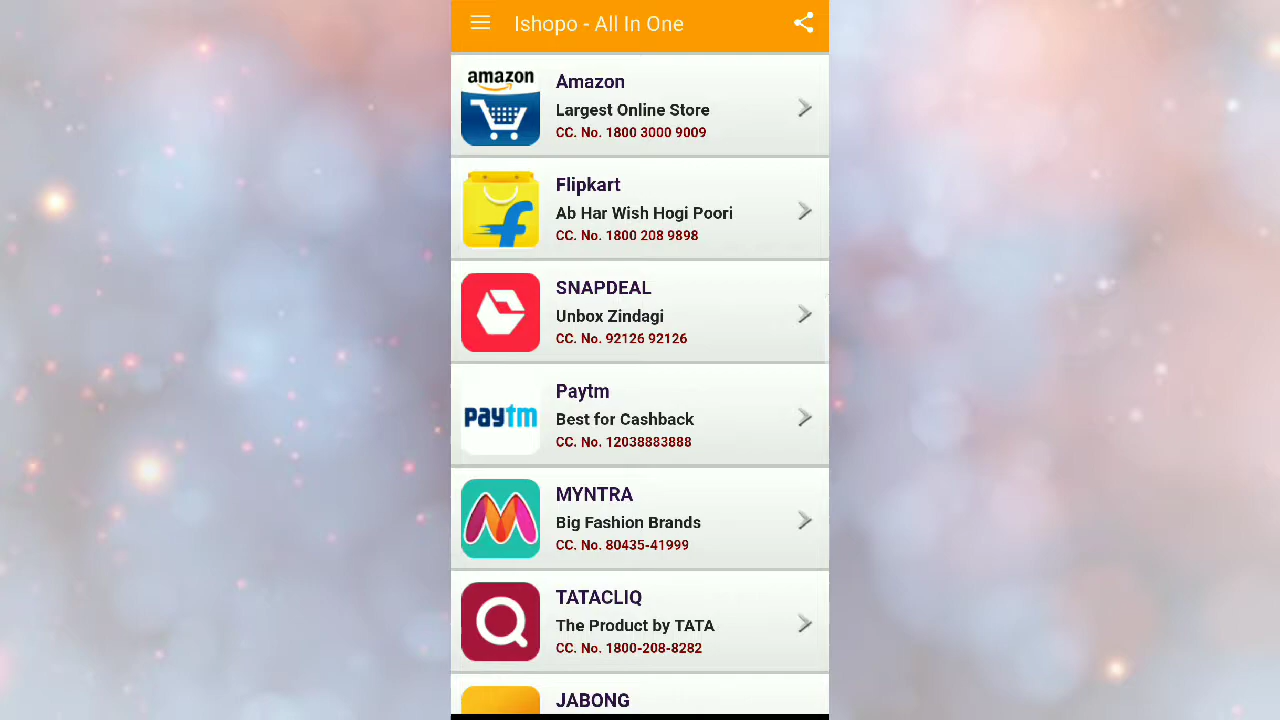 Ishopo - All In One
amazon
Amazon
Largest Online Store
CC. No. 1800 3000 9009
Flipkart
Ab Har Wish Hogi Poori
CC. No. 1800 208 9898
SNAPDEAL
Unbox Zindagi
CC. No. 92126 92126
paytm
Paytm
Best for Cashback
CC. No. 12038883888
MYNTRA
Big Fashion Brands
CC. No. 80435-41999
TATACLIQ
The Product by TATA
CC. No. 1800-208-8282
JABONG